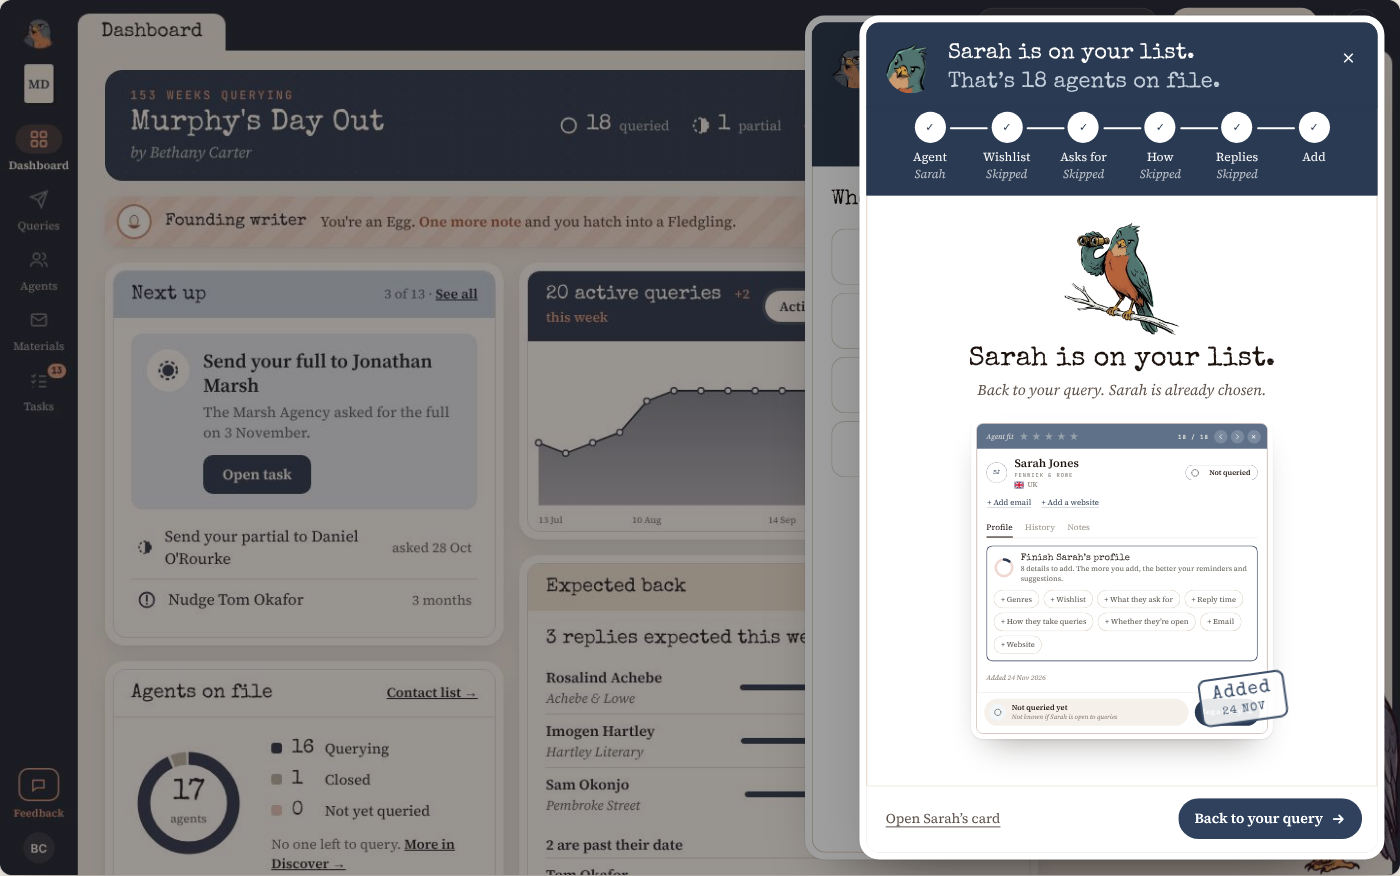 MD
Dashboard
Queries
Agents
Materials
13
Tasks
Feedback
BC
Dashboard
153 WEEKS QUERYING
Murphy's Day Out
by Bethany Carter
18 queried
1 partial
Founding writer
You're an Egg. One more note and you hatch into a Fledgling.
Next up
3 of 13 · See all
Send your full to Jonathan
Marsh
The Marsh Agency asked for the full
on 3 November.
Open task
Send your partial to Daniel
O'Rourke
asked 28 Oct
Nudge Tom Okafor
3 months
Agents on file
Contact list →
17
agents
16 Querying
1 Closed
0 Not yet queried
No one left to query. More in
Discover →
20 active queries +2
this week
Acti
13 Jul
10 Aug
14 Sep
Expected back
3 replies expected this we
Rosalind Achebe
Achebe & Lowe
Imogen Hartley
Hartley Literary
Sam Okonjo
Pembroke Street
2 are past their date
Tom Okafor
Wh
Sarah is on your list.
That's 18 agents on file.
Agent
Sarah
Wishlist
Skipped
Asks for
Skipped
How
Skipped
Replies
Skipped
Add
Sarah is on your list.
Back to your query. Sarah is already chosen.
Agent fit
18 / 18
SJ
Sarah Jones
FENWICK & ROWE
UK
Not queried
+ Add email
+ Add a website
Profile
History
Notes
Finish Sarah's profile
8 details to add. The more you add, the better your reminders and
suggestions.
+ Genres
+ Wishlist
+ What they ask for
+ Reply time
+ How they take queries
+ Whether they're open
+ Email
+ Website
Added 24 Nov 2026
Not queried yet
Not known if Sarah is open to queries
Added
24 NOV
Open Sarah's card
Back to your query →